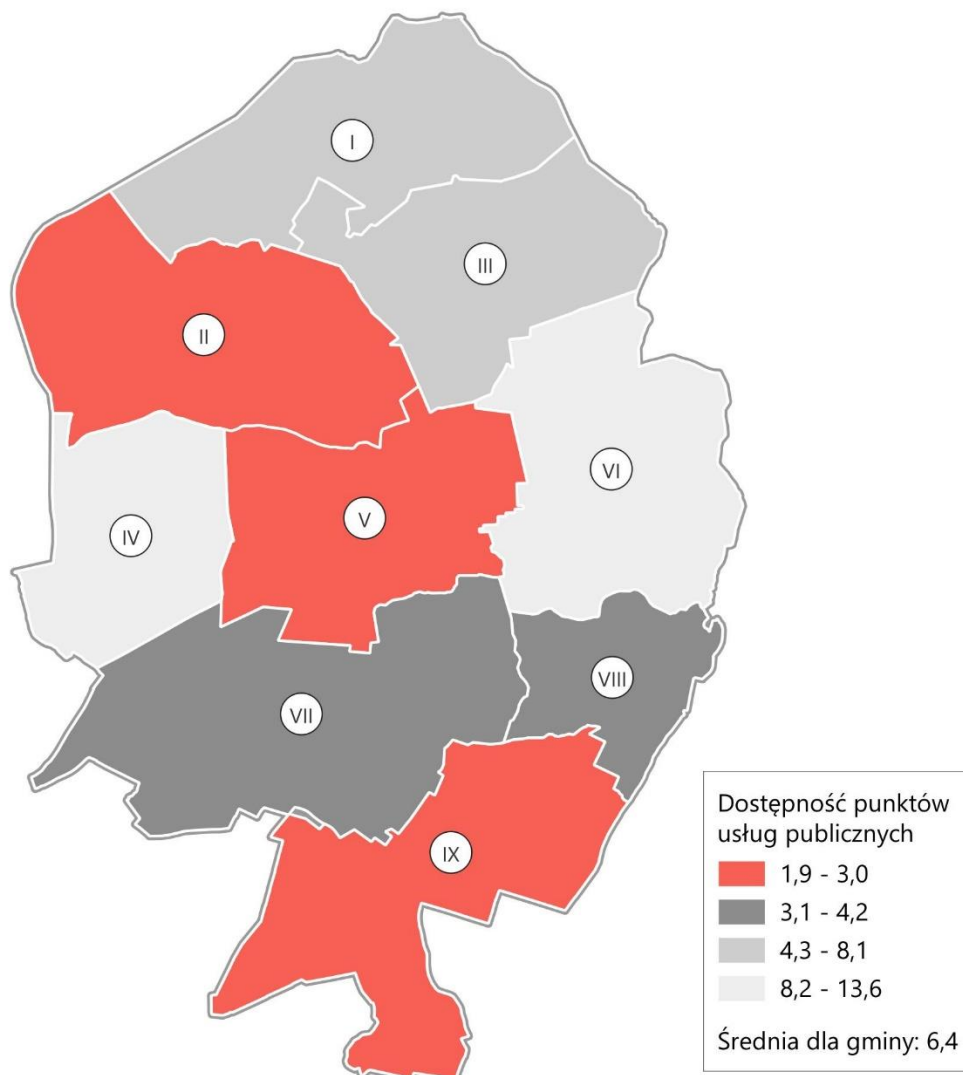 I
III
II
VI
V
IV
VIII
VII
IX
Dostępność punktów
usług publicznych
1,9 - 3,0
3,1 - 4,2
4,3 - 8,1
8,2 - 13,6
Średnia dla gminy: 6,4